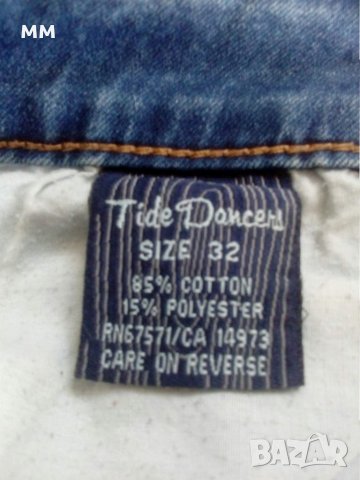 MM
Tide Dancers
SIZE 32
85% COTTON
15% POLYESTER
RN67571/CA 14973
CARE ON REVERSE
BAZAR